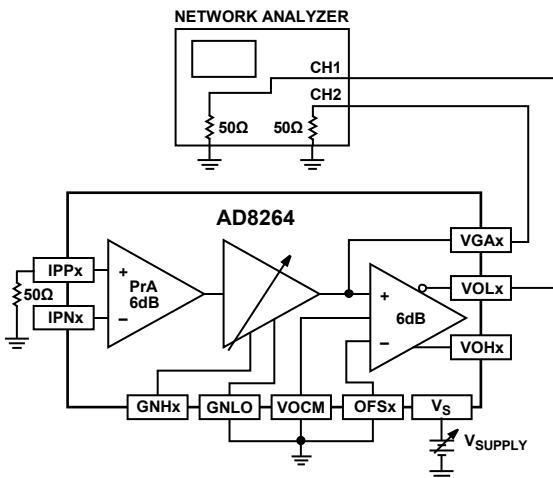 NETWORK ANALYZER
CH1
CH2
50Ω
50Ω
AD8264
VGAx
IPPx
+
PrA
6dB
–
+
6dB
–
VOLx
50Ω
IPNx
VOHx
GNHx
GNLO
VOCM
OFSx
VS
VSUPPLY